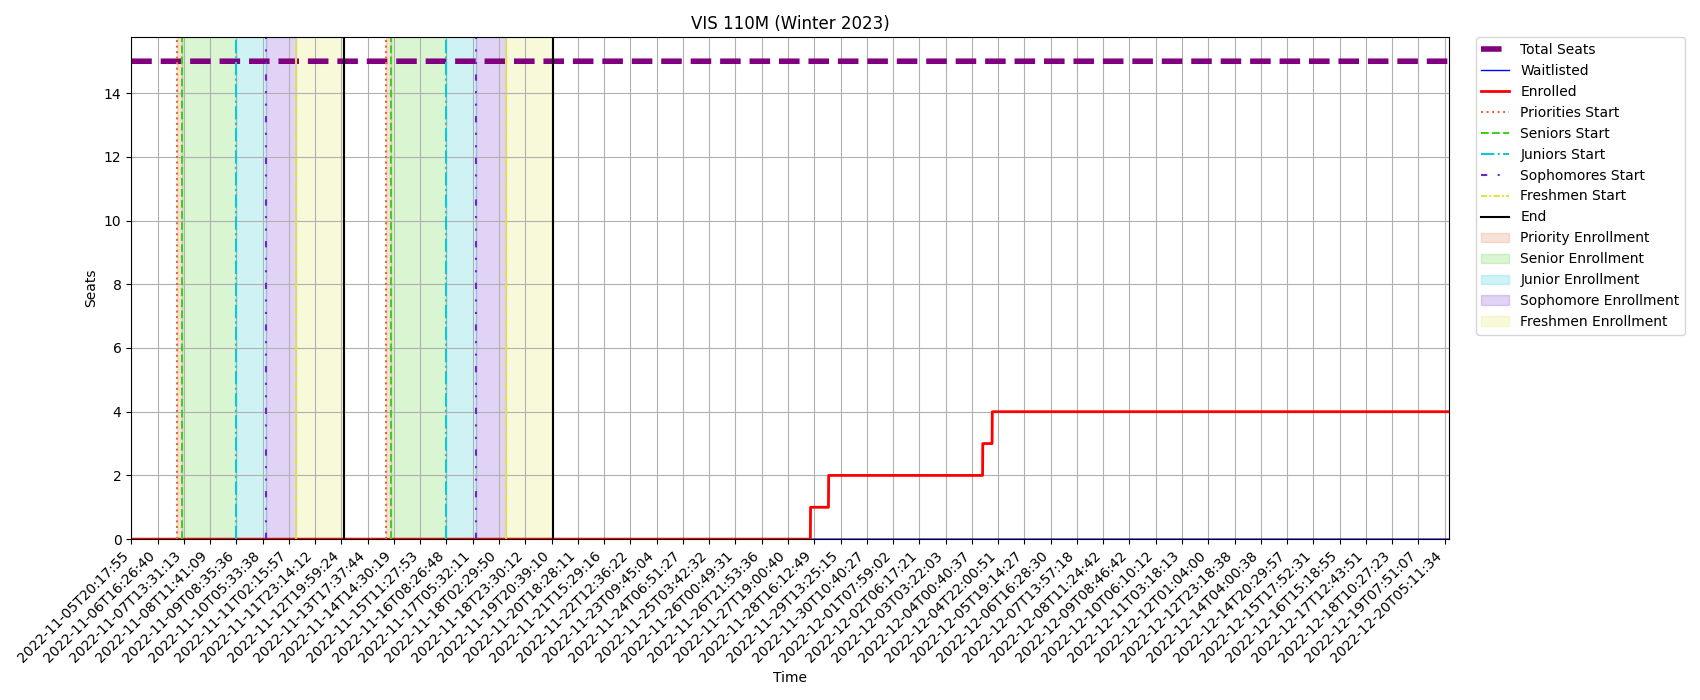 VIS 110M (Winter 2023)
Total Seats
Waitlisted
Enrolled
Priorities Start
Seniors Start
Juniors Start
Sophomores Start
Freshmen Start
End
Priority Enrollment
Senior Enrollment
Junior Enrollment
Sophomore Enrollment
Freshmen Enrollment
Seats
14
12
10
8
6
4
2
0
2022-11-05T20:17:55
2022-11-06T16:26:40
2022-11-07T13:31:13
2022-11-08T11:41:09
2022-11-09T08:35:36
2022-11-10T05:33:38
2022-11-11T02:15:57
2022-11-11T23:14:12
2022-11-12T19:59:24
2022-11-13T17:37:44
2022-11-14T14:30:19
2022-11-15T11:27:53
2022-11-16T08:26:48
2022-11-17T05:32:11
2022-11-18T02:29:50
2022-11-18T23:30:12
2022-11-19T20:39:10
2022-11-20T18:28:11
2022-11-21T15:29:16
2022-11-22T12:36:22
2022-11-23T09:45:04
2022-11-24T06:51:27
2022-11-25T03:42:32
2022-11-26T00:49:31
2022-11-26T21:53:36
2022-11-27T19:00:40
2022-11-28T16:12:49
2022-11-29T13:25:15
2022-11-30T10:40:27
2022-12-01T07:59:02
2022-12-02T06:17:21
2022-12-03T03:22:03
2022-12-04T00:40:37
2022-12-04T22:00:51
2022-12-05T19:14:27
2022-12-06T16:28:30
2022-12-07T13:57:18
2022-12-08T11:24:42
2022-12-09T08:46:42
2022-12-10T06:10:12
2022-12-11T03:18:13
2022-12-12T01:04:00
2022-12-12T23:18:38
2022-12-14T04:00:38
2022-12-14T20:29:57
2022-12-15T17:52:31
2022-12-16T15:18:55
2022-12-17T12:43:51
2022-12-18T10:27:23
2022-12-19T07:51:07
2022-12-20T05:11:34
Time